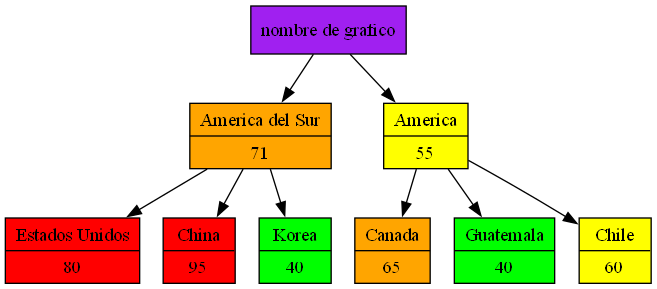 nombre de grafico
America del Sur
71
America
55
Estados Unidos
80
China
95
Korea
40
Canada
65
Guatemala
40
Chile
60